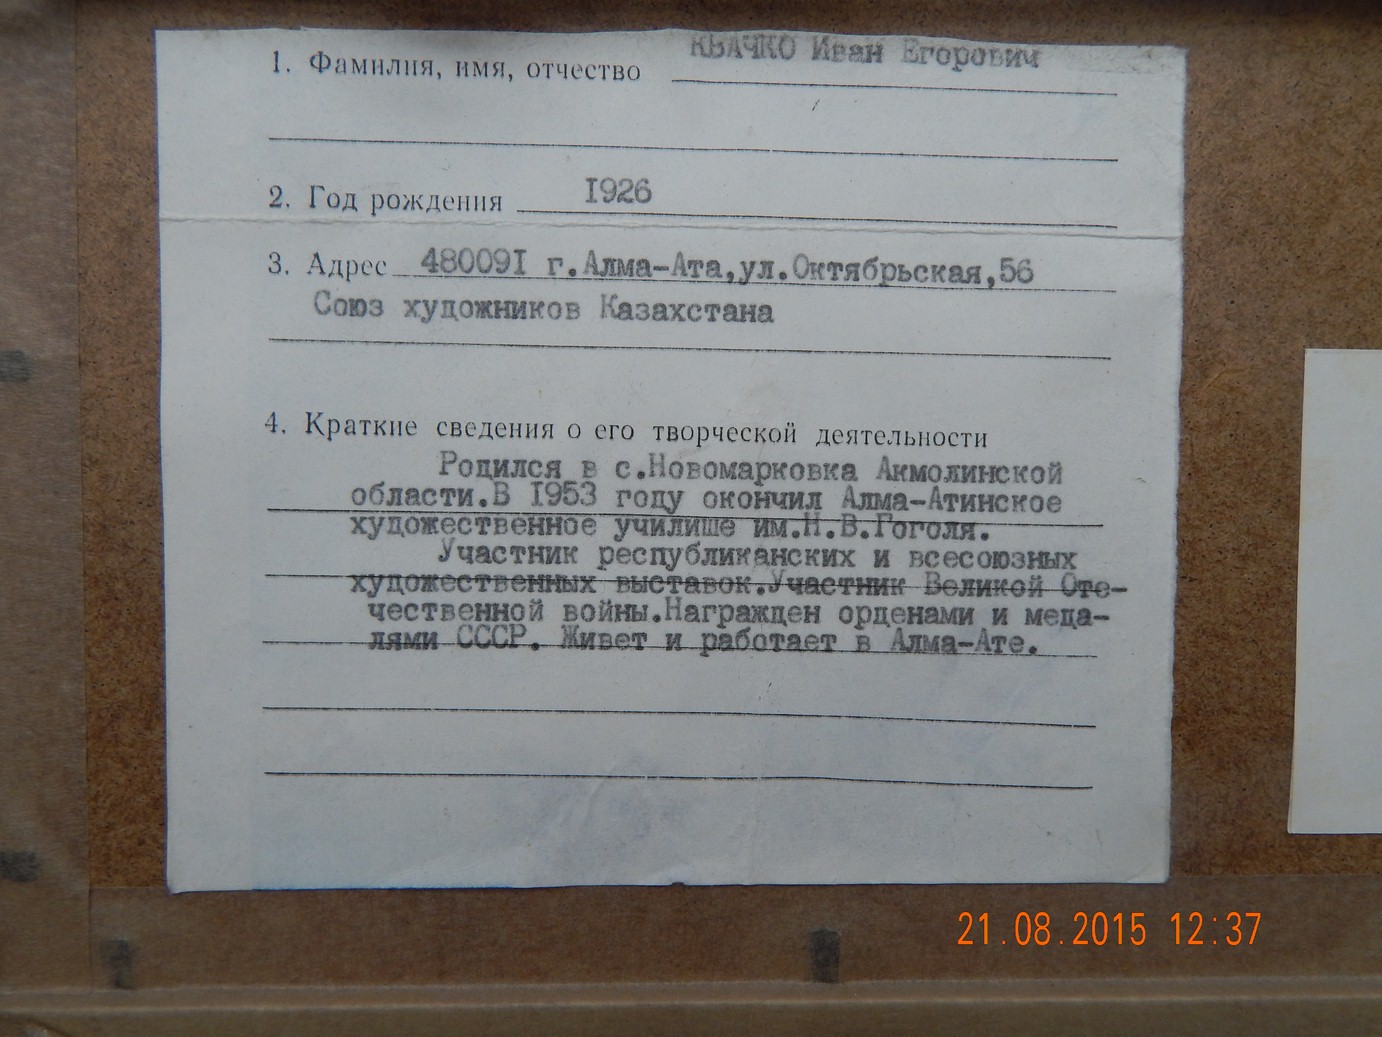 1. Фамилия, имя, отчество КВАЧКО Иван Егорович
2. Год рождения I926
3. Адрес 48009I г.Алма-Ата,ул.Октябрьская,56
Союз художников Казахстана
4. Краткие сведения о его творческой деятельности
Родился в с.Новомарковка Акмолинской
области.В I953 году окончил Алма-Атинское
художественное училише им.Н.В.Гоголя.
Участник республиканских и всесоюзных
художественных выставок.Участник Великой Оте-
чественной войны.Награжден орденами и меда-
лями СССР. Живет и работает в Алма-Ате.
21.08.2015 12:37